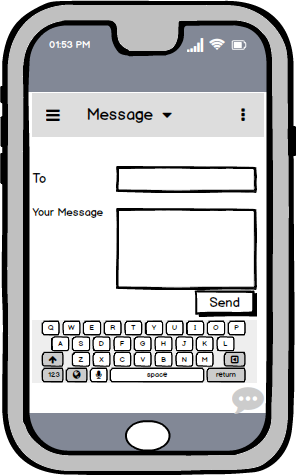 01:53 PM
Message
To
Your Message
Send
Q W E R T Y U I O P
A S D F G H J K L
Z X C V B N M
123 space return